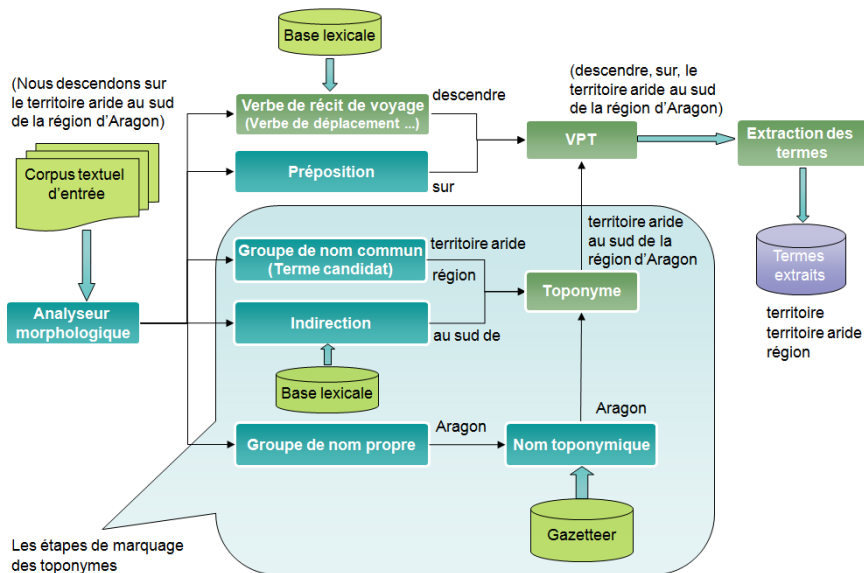 Base lexicale
(Nous descendons sur
le territoire aride au sud
de la région d'Aragon)
Corpus textuel
d'entrée
Analyseur
morphologique
Verbe de récit de voyage
(Verbe de déplacement ...)
descendre
Préposition
sur
VPT
(descendre, sur, le
territoire aride au sud
de la région d'Aragon)
Extraction des
termes
Termes
extraits
territoire
territoire aride
région
territoire aride
au sud de la
région d'Aragon
Groupe de nom commun
(Terme candidat)
territoire aride
région
Toponyme
Indirection
au sud de
Base lexicale
Groupe de nom propre
Aragon
Nom toponymique
Aragon
Gazetteer
Les étapes de marquage
des toponymes